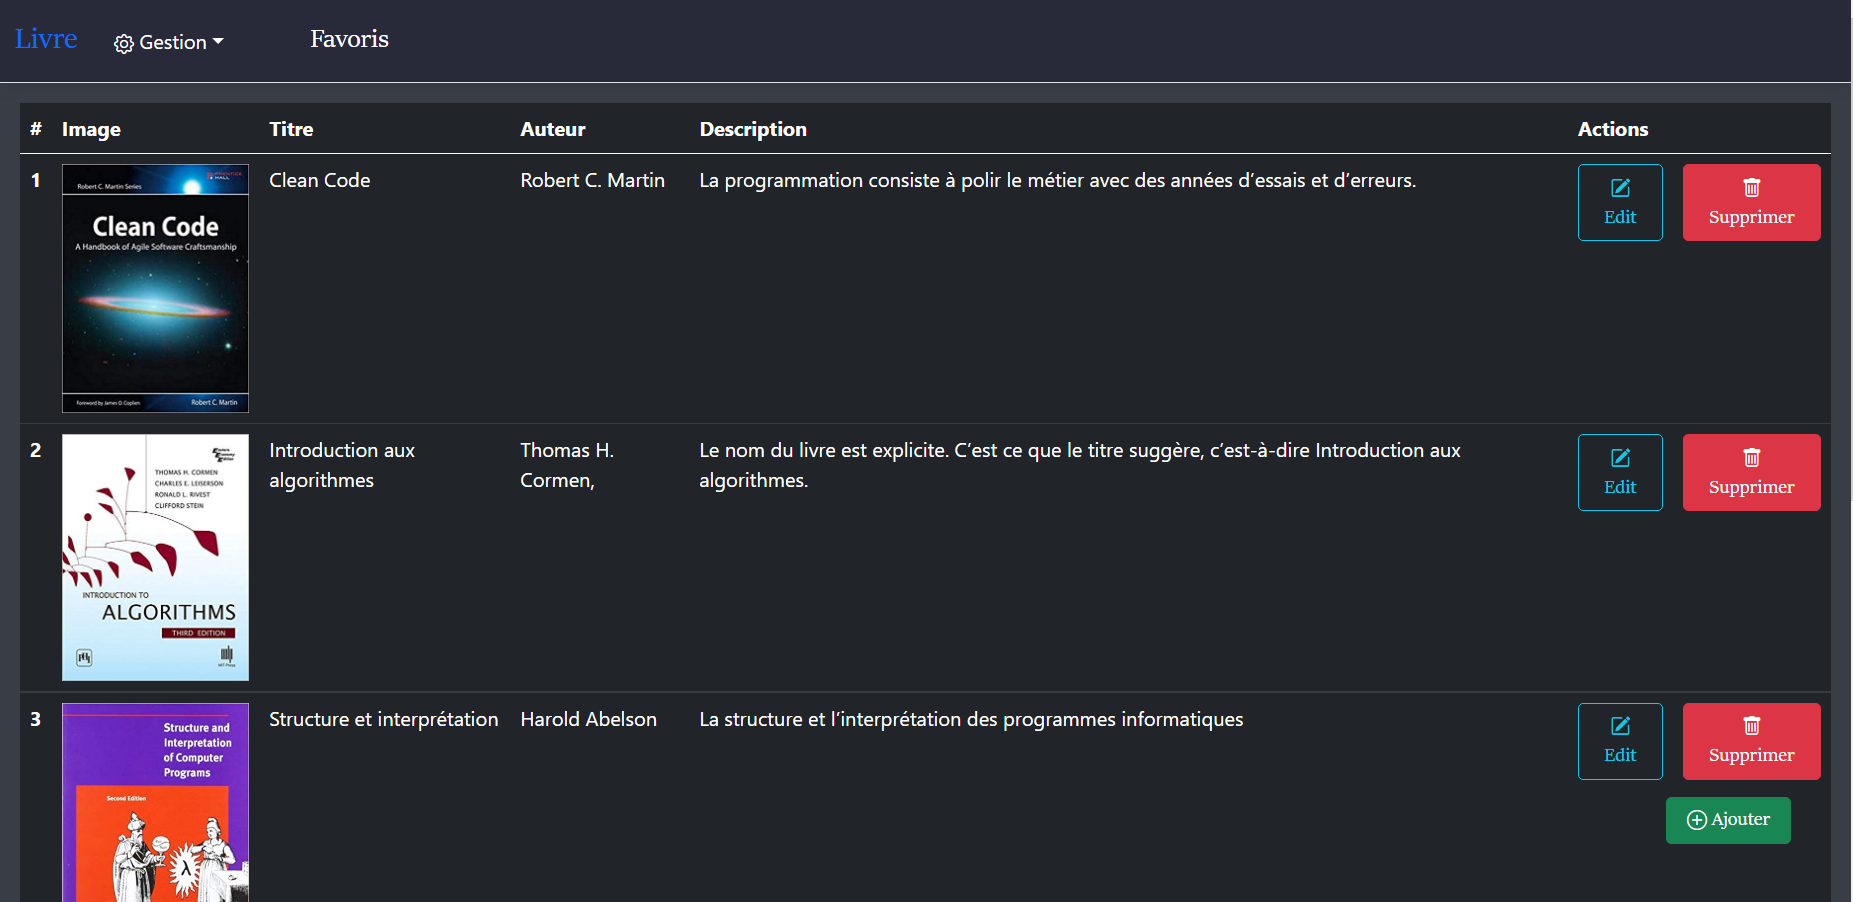 Livre Gestion Favoris
# Image Titre Auteur Description Actions
1 Clean Code Robert C. Martin La programmation consiste à polir le métier avec des années d’essais et d’erreurs. Edit Supprimer
Robert C. Martin Series
Clean Code
A Handbook of Agile Software Craftsmanship
Foreword by James O. Coplien Robert C. Martin
2 Introduction aux Thomas H. Le nom du livre est explicite. C’est ce que le titre suggère, c’est-à-dire Introduction aux
algorithmes Cormen, algorithmes.
Edit Supprimer
THOMAS H. CORMEN
CHARLES E. LEISERSON
RONALD L. RIVEST
CLIFFORD STEIN
INTRODUCTION TO
ALGORITHMS
THIRD EDITION
3 Structure et interprétation Harold Abelson La structure et l’interprétation des programmes informatiques Edit Supprimer
Structure and
Interpretation
of Computer
Programs
Second Edition
λ
Ajouter